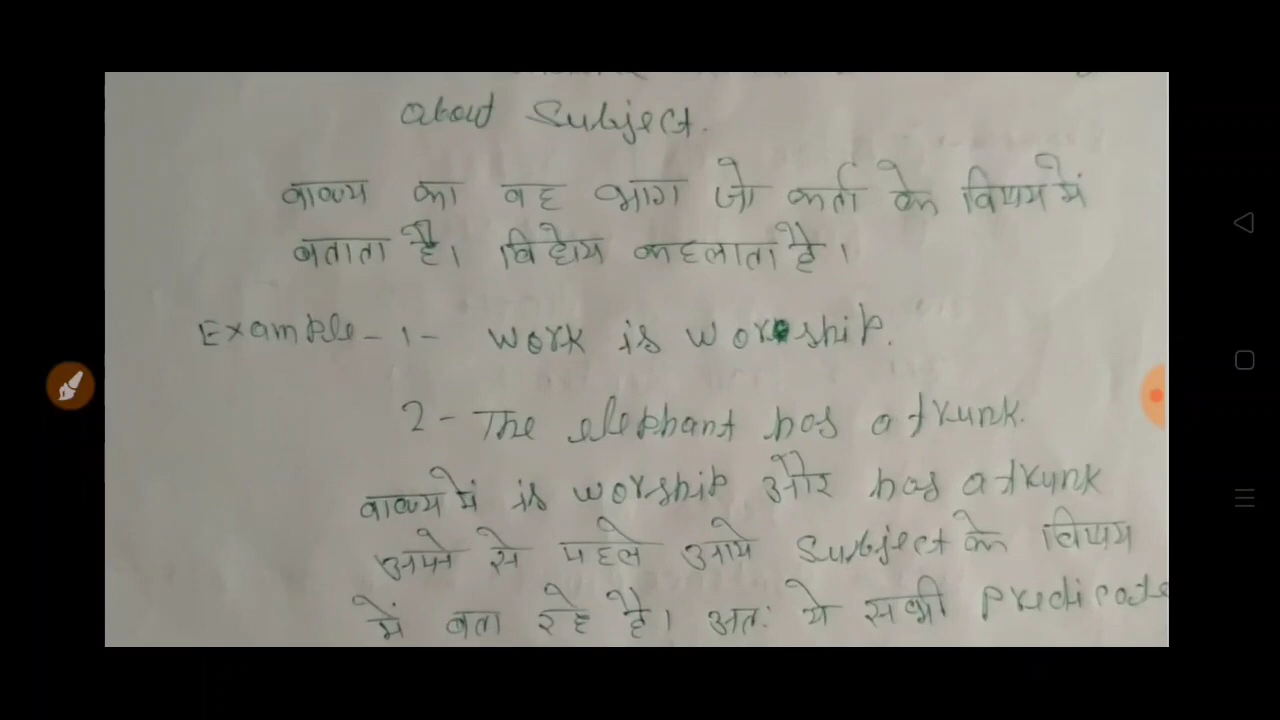 about subject.
वाक्य का वह भाग जो कर्ता के विषय में
बताता है। विधेय कहलाता है।
Example - 1 - Work is worship.
2 - The elephant has a trunk.
वाक्य में is worship और has a trunk
अपने से पहले आये subject के विषय
में बता रहे है। अतः ये सभी predicate